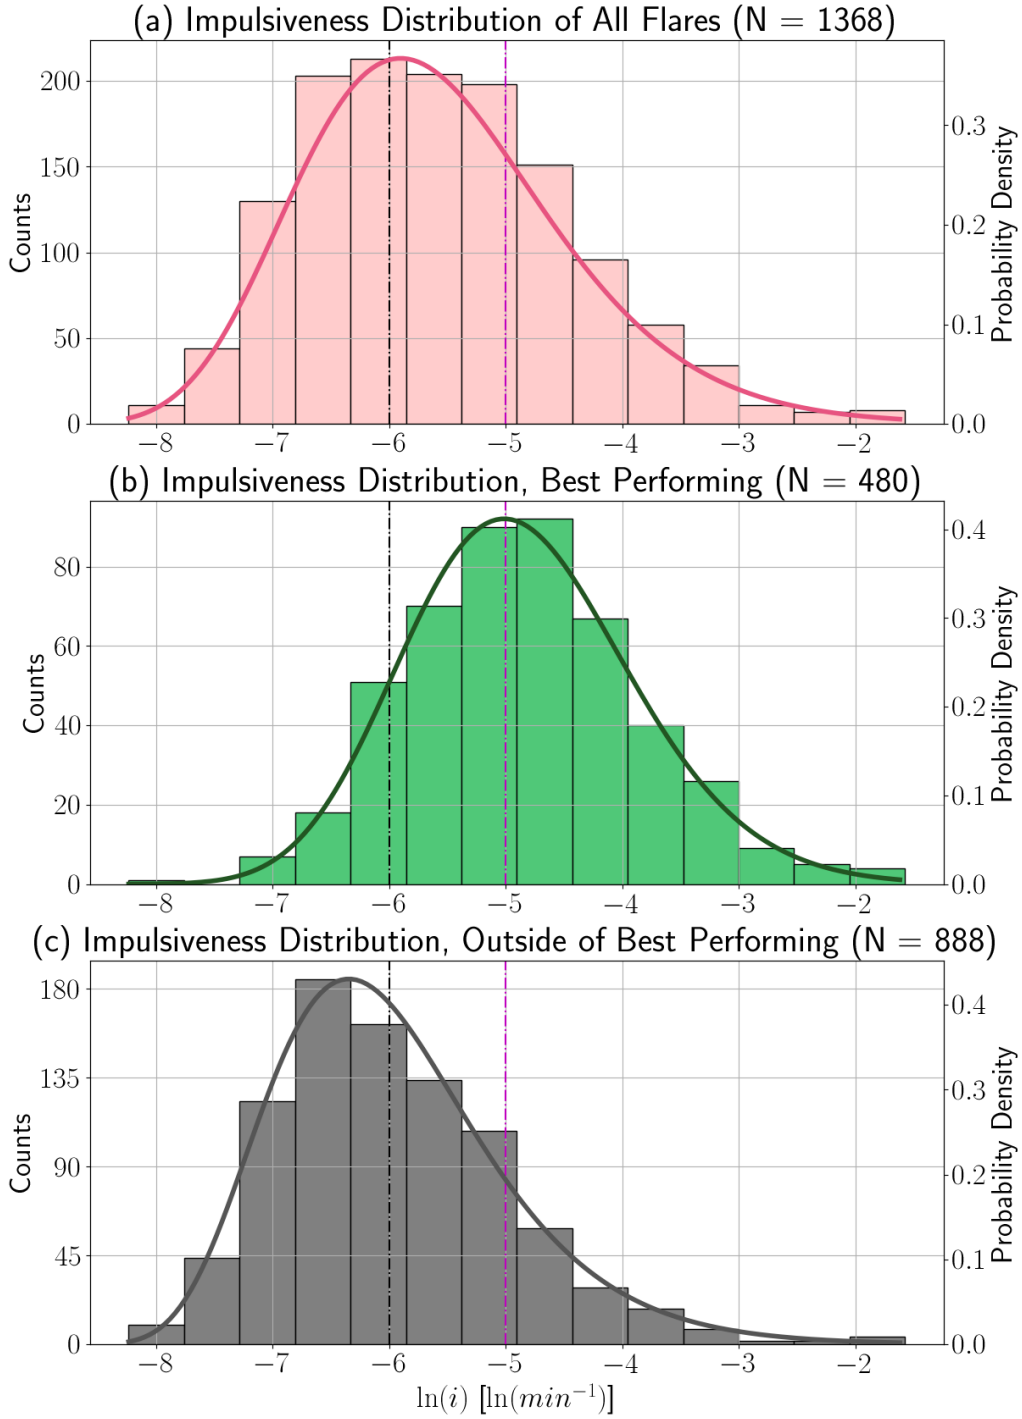 (a) Impulsiveness Distribution of All Flares (N = 1368)
200
150
100
50
0
Counts
0.3
0.2
0.1
0.0
Probability Density
−8 −7 −6 −5 −4 −3 −2
(b) Impulsiveness Distribution, Best Performing (N = 480)
80
60
40
20
0
Counts
0.4
0.3
0.2
0.1
0.0
Probability Density
−8 −7 −6 −5 −4 −3 −2
(c) Impulsiveness Distribution, Outside of Best Performing (N = 888)
180
135
90
45
0
Counts
0.4
0.3
0.2
0.1
0.0
Probability Density
−8 −7 −6 −5 −4 −3 −2
ln(i) [ln(min⁻¹)]